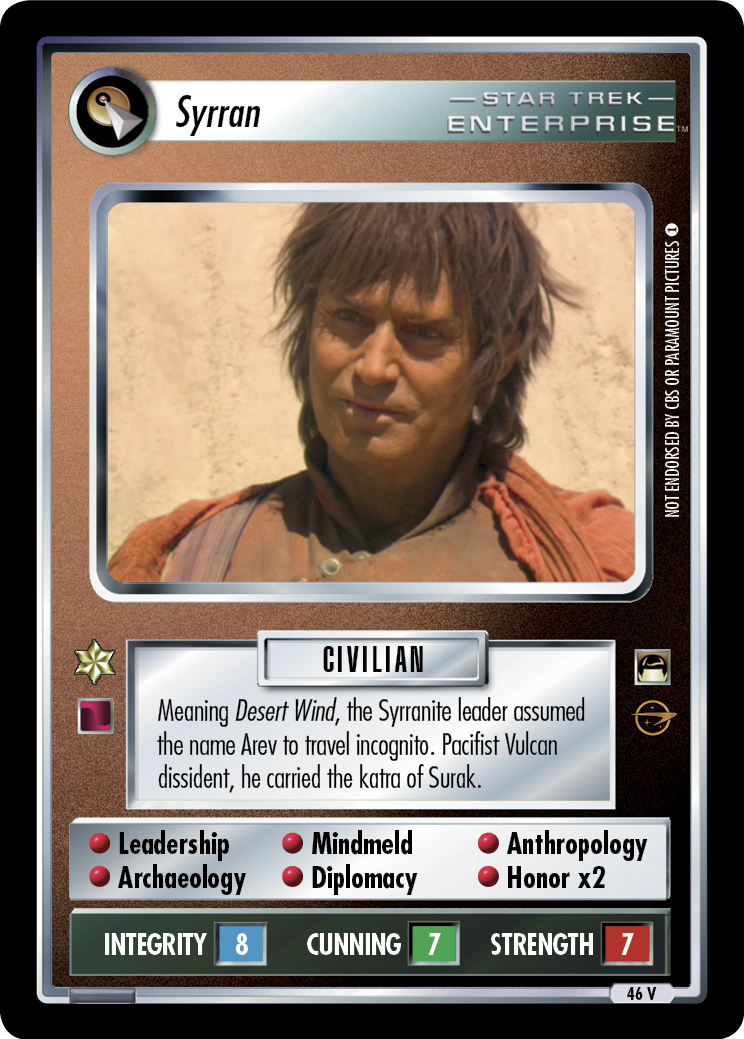 Syrran
STAR TREK
ENTERPRISE™
NOT ENDORSED BY CBS OR PARAMOUNT PICTURES 1
CIVILIAN
Meaning Desert Wind, the Syrranite leader assumed
the name Arev to travel incognito. Pacifist Vulcan
dissident, he carried the katra of Surak.
Leadership Mindmeld Anthropology
Archaeology Diplomacy Honor x2
INTEGRITY 8 CUNNING 7 STRENGTH 7
46 V